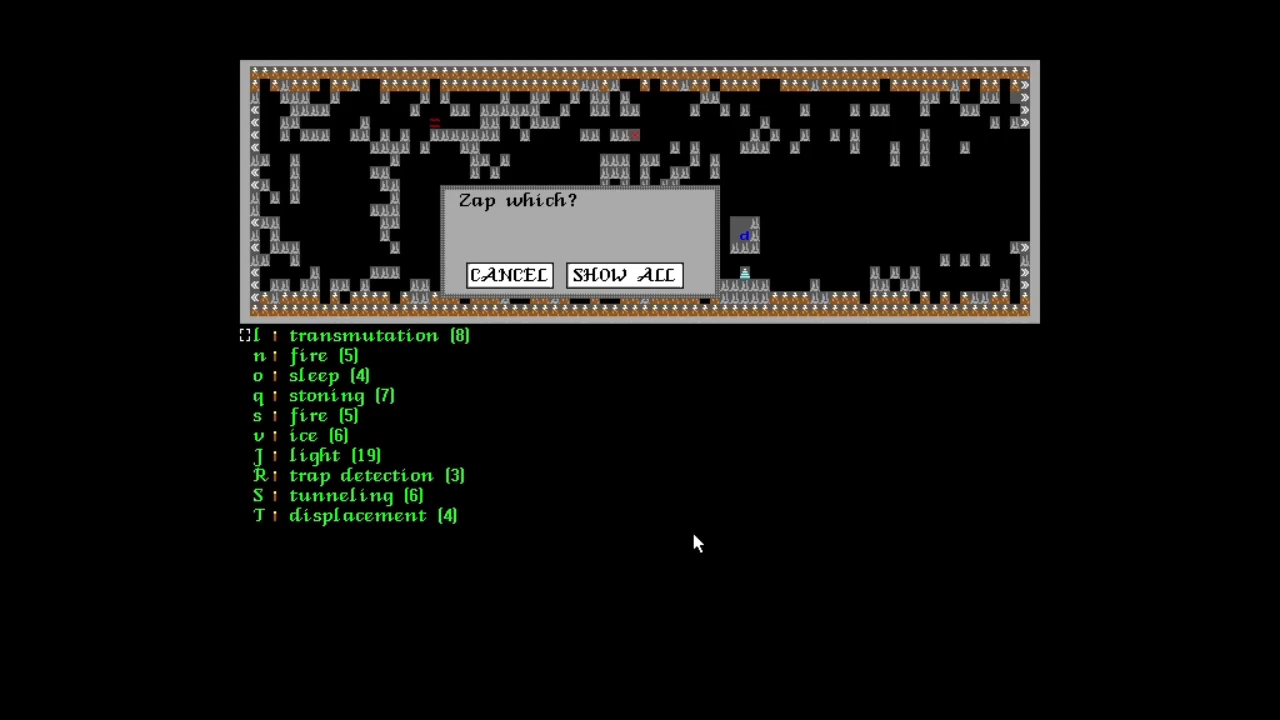 d
Zap which?
CANCEL SHOW ALL
l transmutation (8)
n fire (5)
o sleep (4)
q stoning (7)
s fire (5)
v ice (6)
J light (19)
R trap detection (3)
S tunneling (6)
T displacement (4)